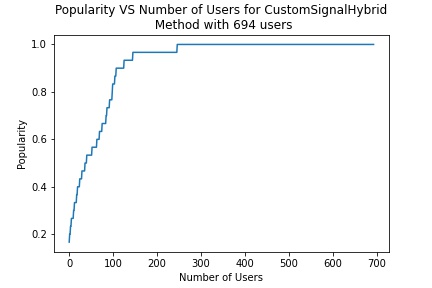 Popularity VS Number of Users for CustomSignalHybrid
Method with 694 users
1.0
0.8
0.6
0.4
0.2
Popularity
0 100 200 300 400 500 600 700
Number of Users